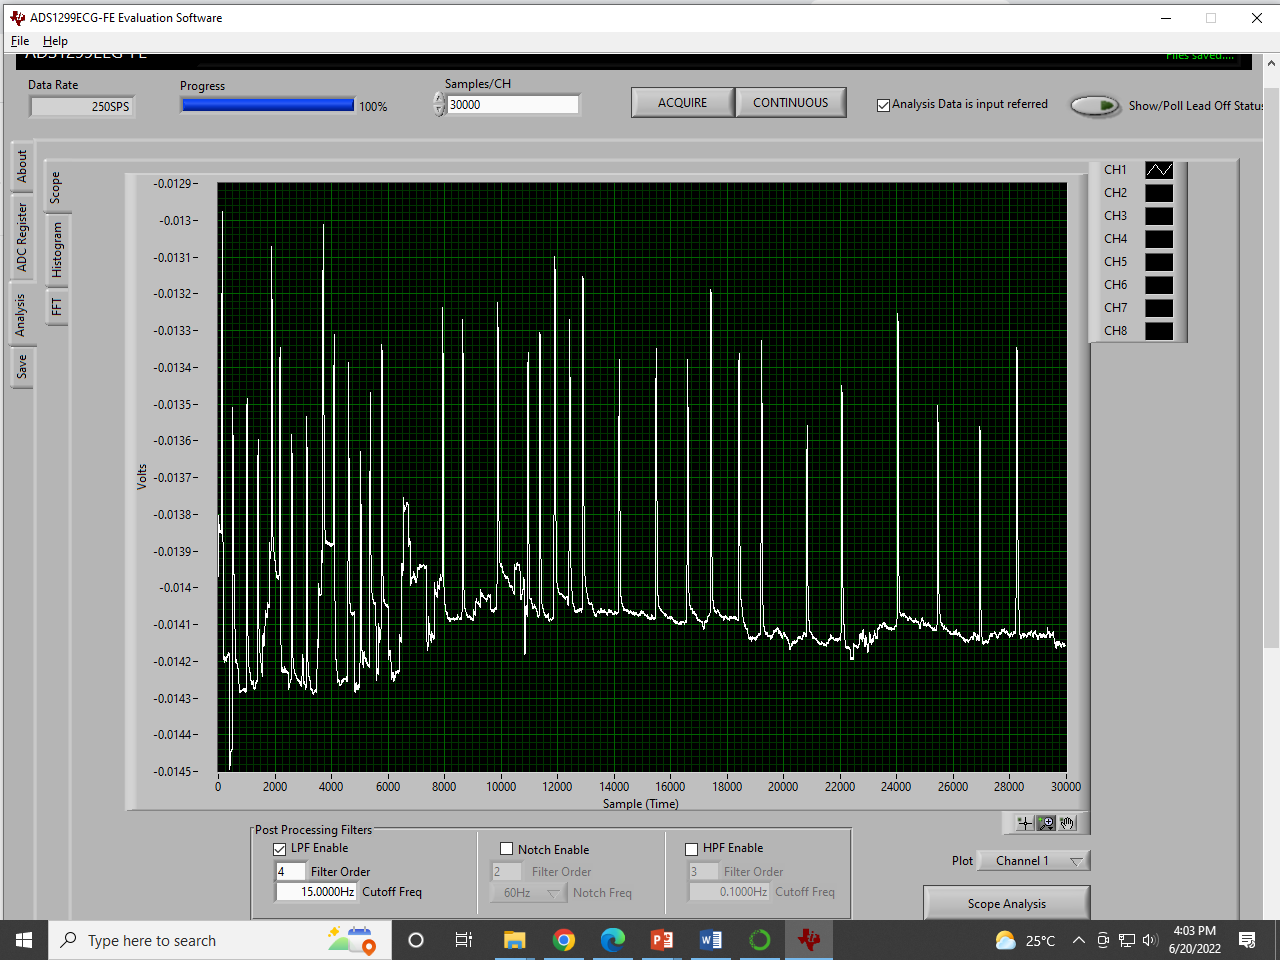 ADS1299ECG-FE Evaluation Software
File Help
ADS1299EEG-FE
Files saved....
Data Rate
250SPS
Progress
100%
Samples/CH
30000
ACQUIRE
CONTINUOUS
Analysis Data is input referred
Show/Poll Lead Off Status
About
ADC Register
Analysis
Save
Scope
Histogram
FFT
Volts
-0.0129
-0.013
-0.0131
-0.0132
-0.0133
-0.0134
-0.0135
-0.0136
-0.0137
-0.0138
-0.0139
-0.014
-0.0141
-0.0142
-0.0143
-0.0144
-0.0145
0 2000 4000 6000 8000 10000 12000 14000 16000 18000 20000 22000 24000 26000 28000 30000
Sample (Time)
CH1
CH2
CH3
CH4
CH5
CH6
CH7
CH8
Post Processing Filters
LPF Enable
4 Filter Order
15.0000Hz Cutoff Freq
Notch Enable
2 Filter Order
60Hz Notch Freq
HPF Enable
3 Filter Order
0.1000Hz Cutoff Freq
Plot Channel 1
Scope Analysis
Type here to search
25°C
4:03 PM
6/20/2022